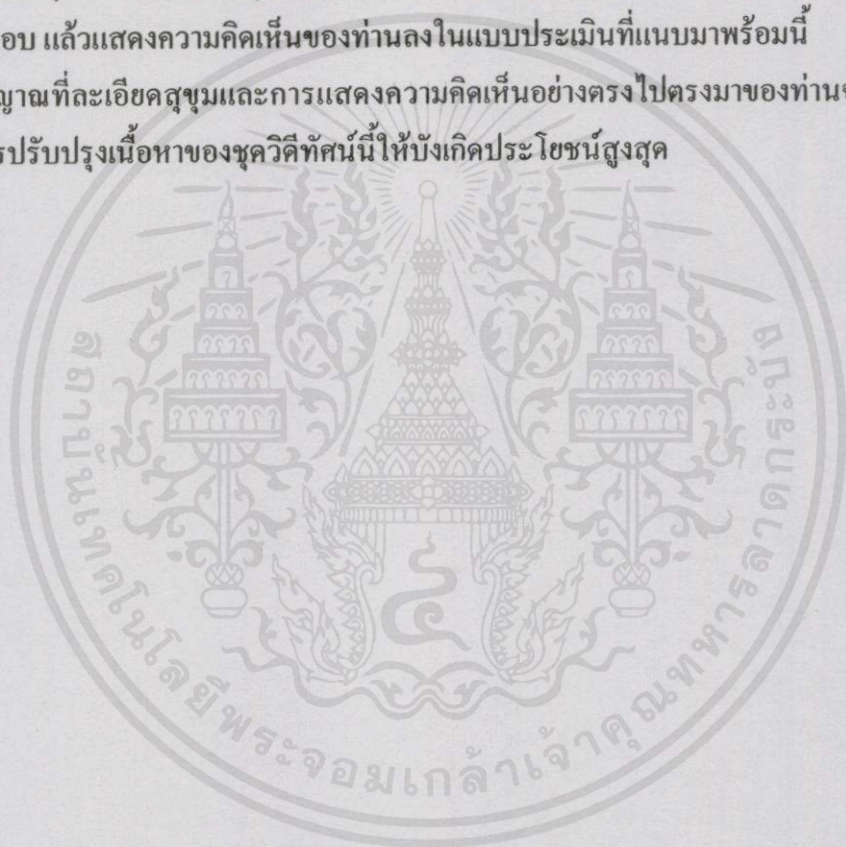 อบ แล้วแสดงความคิดเห็นของท่านลงในแบบประเมินที่แนบมาพร้อมนี้
ญาณที่ละเอียดสุขุมและการแสดงความคิดเห็นอย่างตรงไปตรงมาของท่าน
รปรับปรุงเนื้อหาของชุดวิดีทัศน์นี้ให้บังเกิดประโยชน์สูงสุด
สถาบันเทคโนโลยีพระจอมเกล้าเจ้าคุณทหารลาดกระบัง